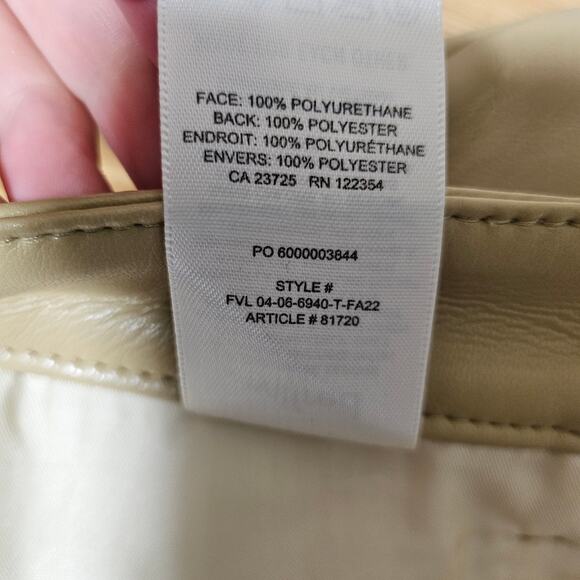 FACE: 100% POLYURETHANE
BACK: 100% POLYESTER
ENDROIT: 100% POLYURÉTHANE
ENVERS: 100% POLYESTER
CA 23725 RN 122354
PO 6000003844
STYLE #
FVL 04-06-6940-T-FA22
ARTICLE # 81720